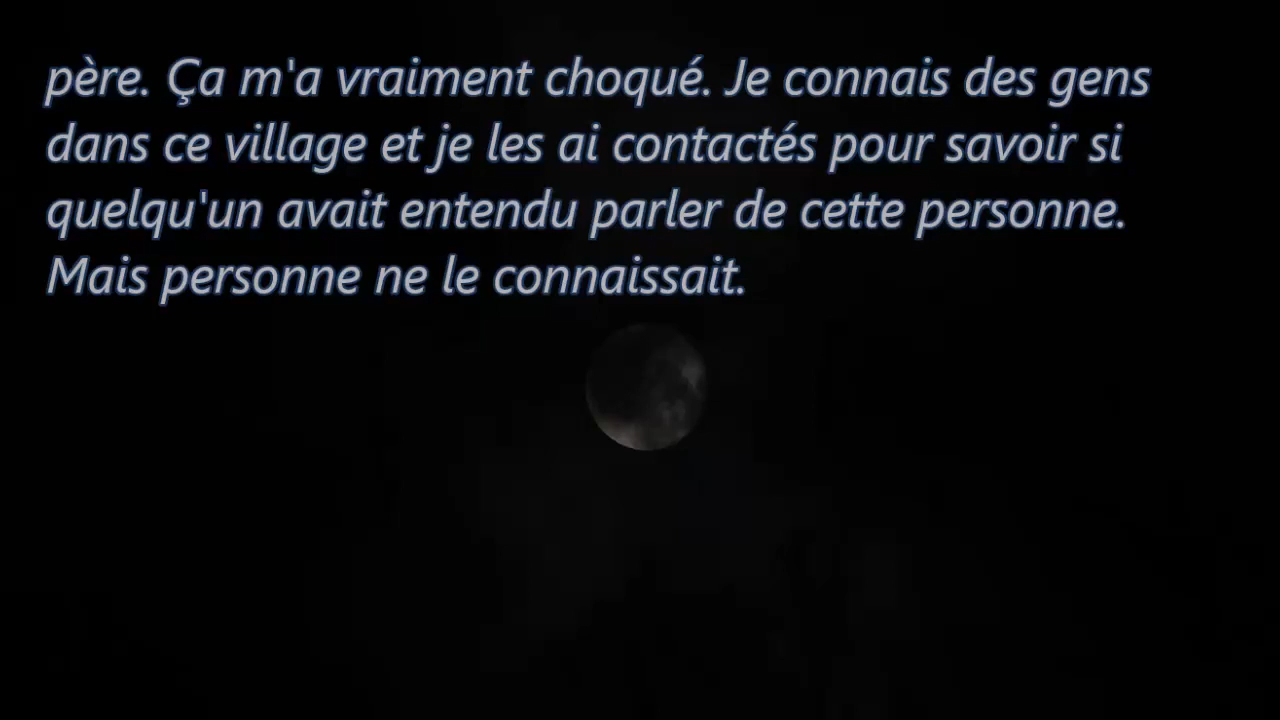 père. Ça m'a vraiment choqué. Je connais des gens
dans ce village et je les ai contactés pour savoir si
quelqu'un avait entendu parler de cette personne.
Mais personne ne le connaissait.